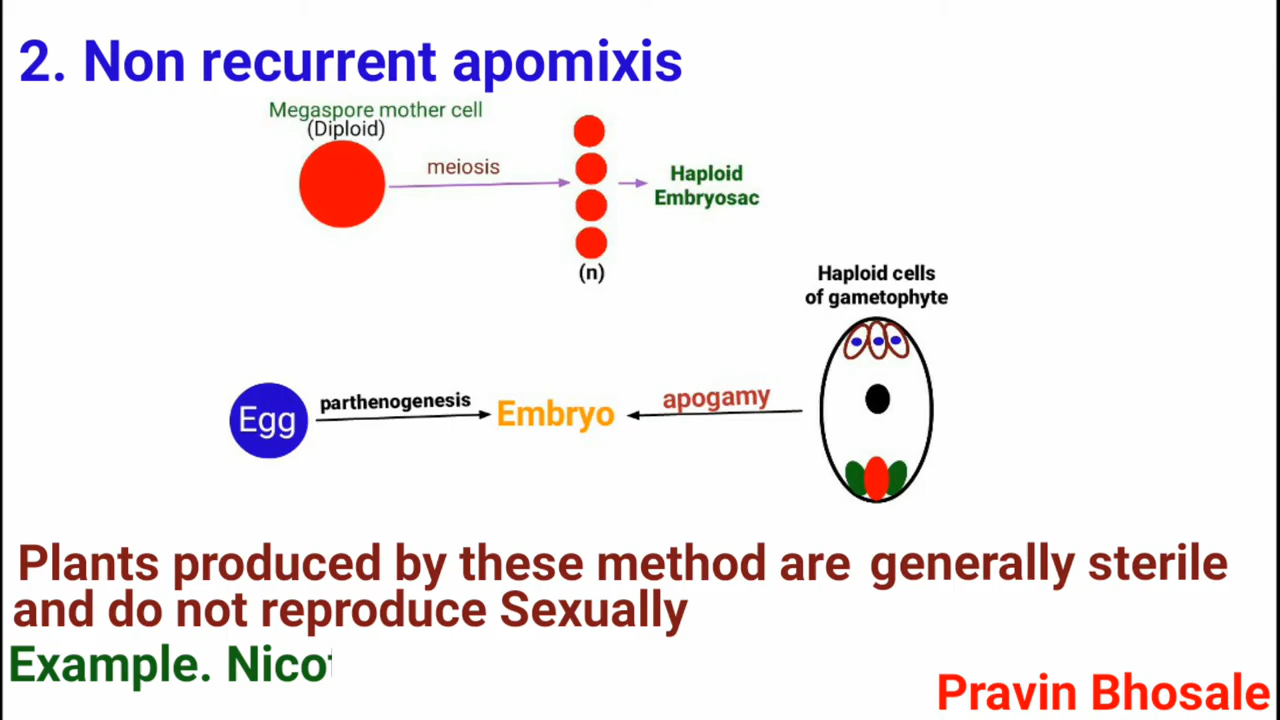 2. Non recurrent apomixis
Megaspore mother cell
(Diploid)
meiosis
Haploid
Embryosac
(n)
Haploid cells
of gametophyte
Egg
parthenogenesis
Embryo
apogamy
Plants produced by these method are generally sterile
and do not reproduce Sexually
Example.
Pravin Bhosale